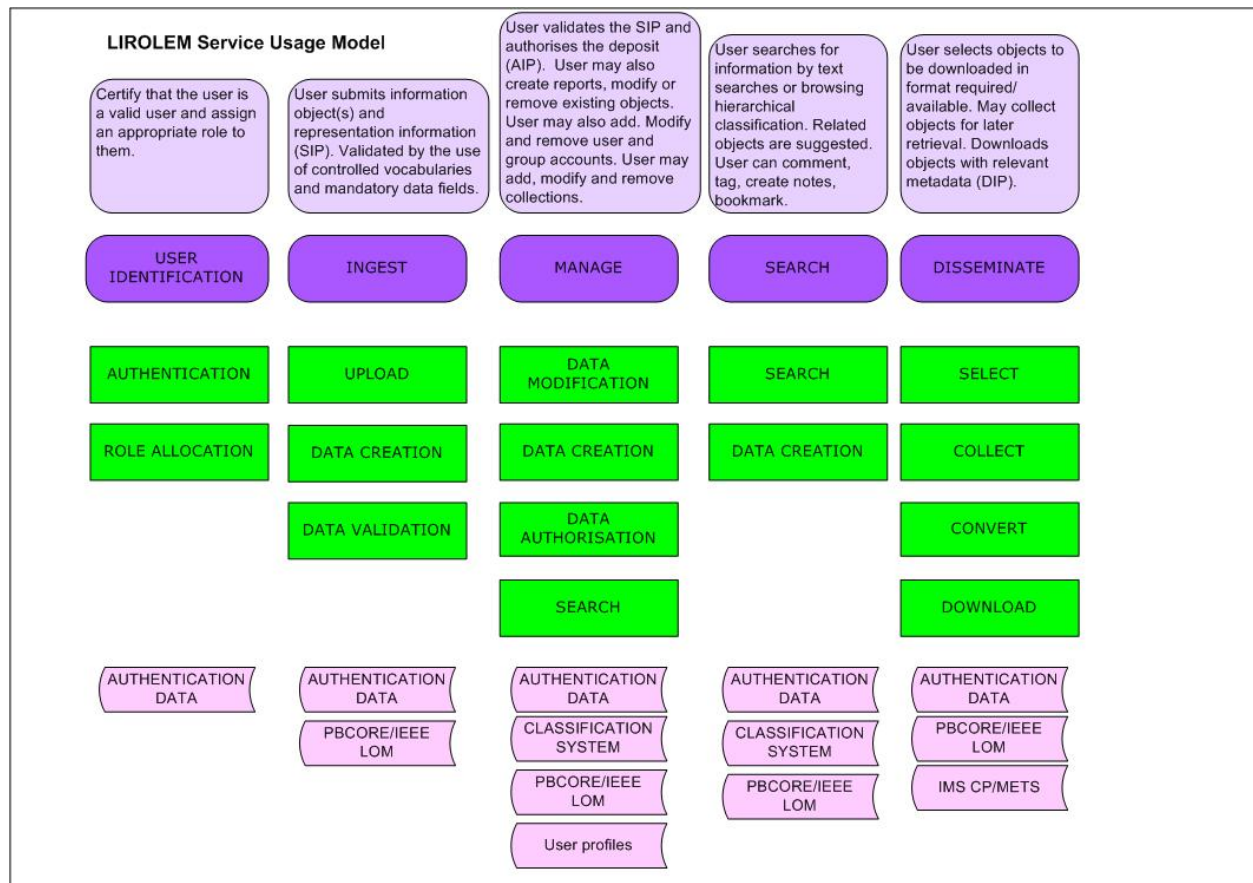 LIROLEM Service Usage Model
Certify that the user is
a valid user and assign
an appropriate role to
them.
User submits information
object(s) and
representation information
(SIP). Validated by the use
of controlled vocabularies
and mandatory data fields.
User validates the SIP and
authorises the deposit
(AIP).  User may also
create reports, modify or
remove existing objects.
User may also add. Modify
and remove user and
group accounts. User may
add, modify and remove
collections.
User searches for
information by text
searches or browsing
hierarchical
classification. Related
objects are suggested.
User can comment,
tag, create notes,
bookmark.
User selects objects to
be downloaded in
format required/
available. May collect
objects for later
retrieval. Downloads
objects with relevant
metadata (DIP).
USER
IDENTIFICATION
INGEST
MANAGE
SEARCH
DISSEMINATE
AUTHENTICATION
UPLOAD
DATA
MODIFICATION
SEARCH
SELECT
ROLE ALLOCATION
DATA CREATION
DATA CREATION
DATA CREATION
COLLECT
DATA VALIDATION
DATA
AUTHORISATION
CONVERT
SEARCH
DOWNLOAD
AUTHENTICATION
DATA
AUTHENTICATION
DATA
AUTHENTICATION
DATA
AUTHENTICATION
DATA
AUTHENTICATION
DATA
PBCORE/IEEE
LOM
CLASSIFICATION
SYSTEM
CLASSIFICATION
SYSTEM
PBCORE/IEEE
LOM
PBCORE/IEEE
LOM
PBCORE/IEEE
LOM
IMS CP/METS
User profiles